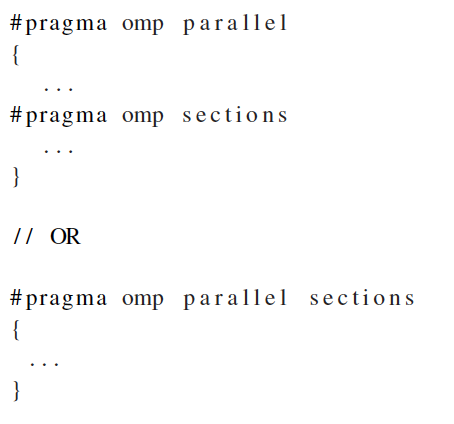 #pragma omp parallel
{
...
#pragma omp sections
...
}
// OR
#pragma omp parallel sections
{
...
}